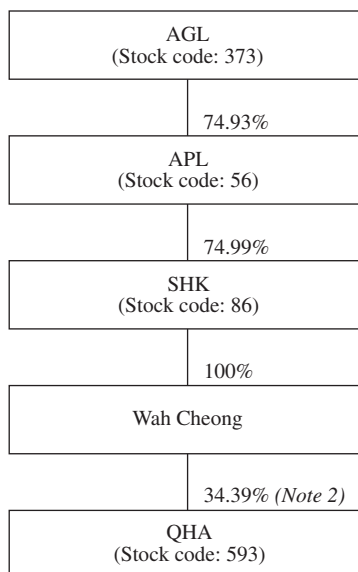 AGL
(Stock code: 373)
74.93%
APL
(Stock code: 56)
74.99%
SHK
(Stock code: 86)
100%
Wah Cheong
34.39% (Note 2)
QHA
(Stock code: 593)